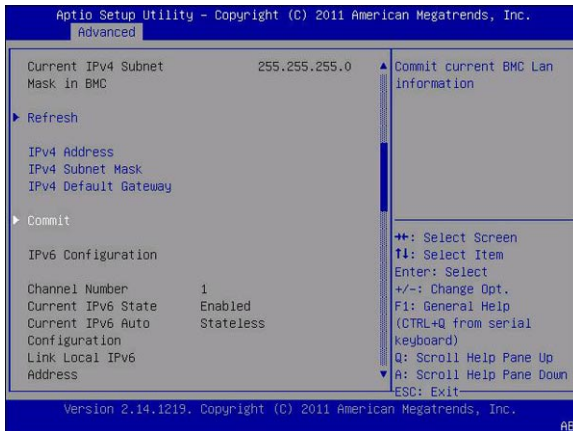 Aptio Setup Utility – Copyright (C) 2011 American Megatrends, Inc.
Advanced
Current IPv4 Subnet 255.255.255.0
Mask in BMC
Refresh
IPv4 Address
IPv4 Subnet Mask
IPv4 Default Gateway
Commit
IPv6 Configuration
Channel Number 1
Current IPv6 State Enabled
Current IPv6 Auto Stateless
Configuration
Link Local IPv6
Address
Commit current BMC Lan
information
→←: Select Screen
↑↓: Select Item
Enter: Select
+/-: Change Opt.
F1: General Help
(CTRL+Q from serial
keyboard)
Q: Scroll Help Pane Up
A: Scroll Help Pane Down
ESC: Exit
Version 2.14.1219. Copyright (C) 2011 American Megatrends, Inc.
AB